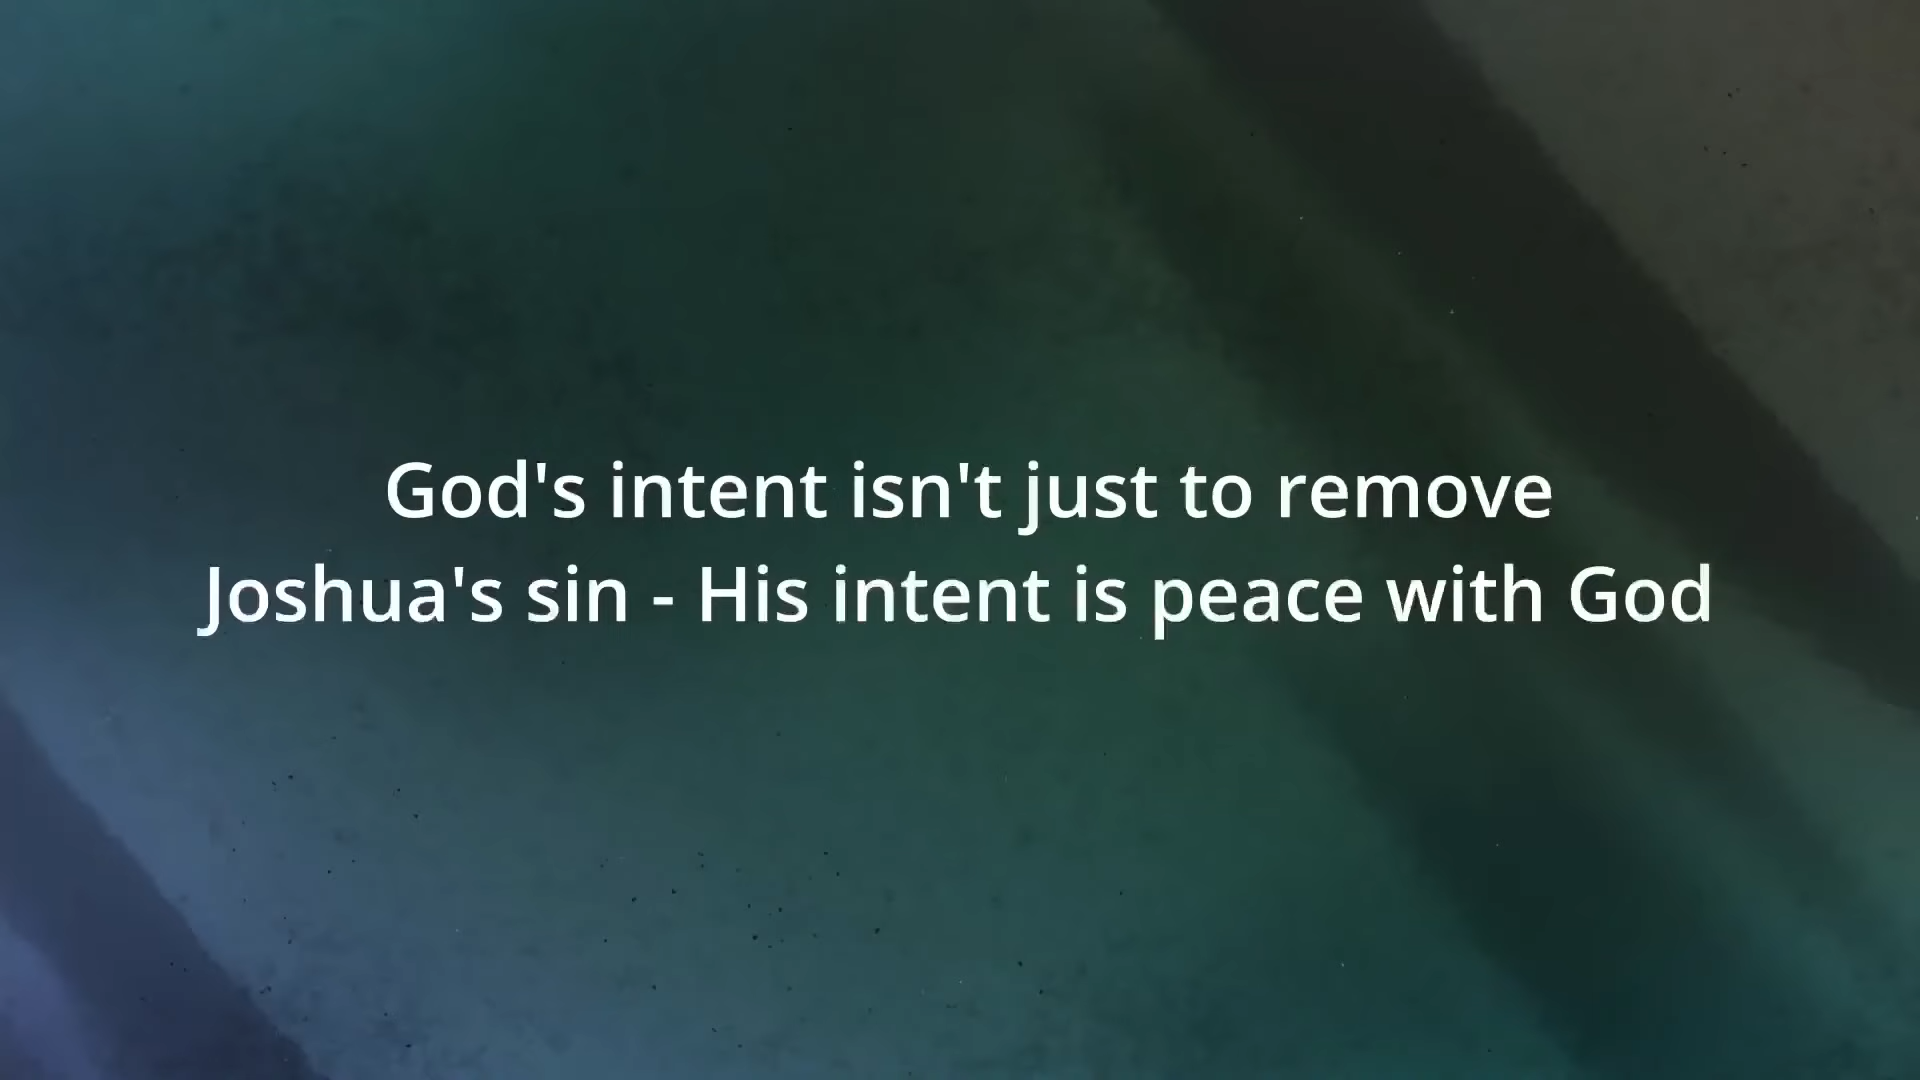 God's intent isn't just to remove
Joshua's sin - His intent is peace with God